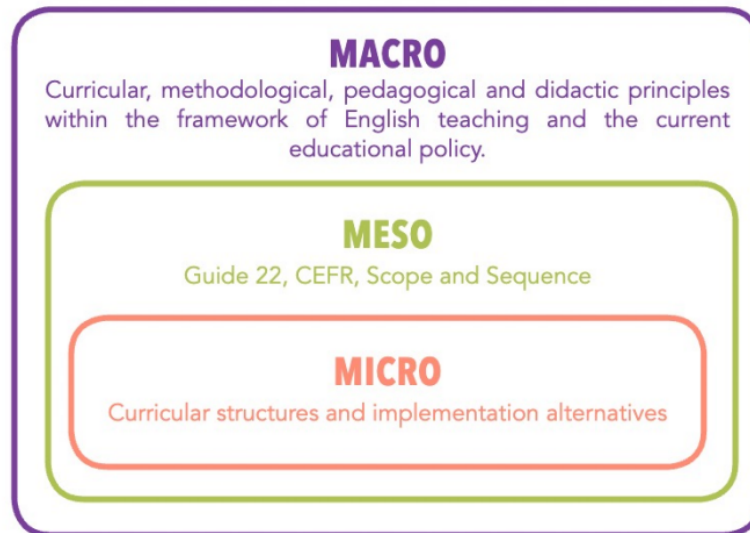 MACRO
Curricular, methodological, pedagogical and didactic principles
within the framework of English teaching and the current
educational policy.
MESO
Guide 22, CEFR, Scope and Sequence
MICRO
Curricular structures and implementation alternatives